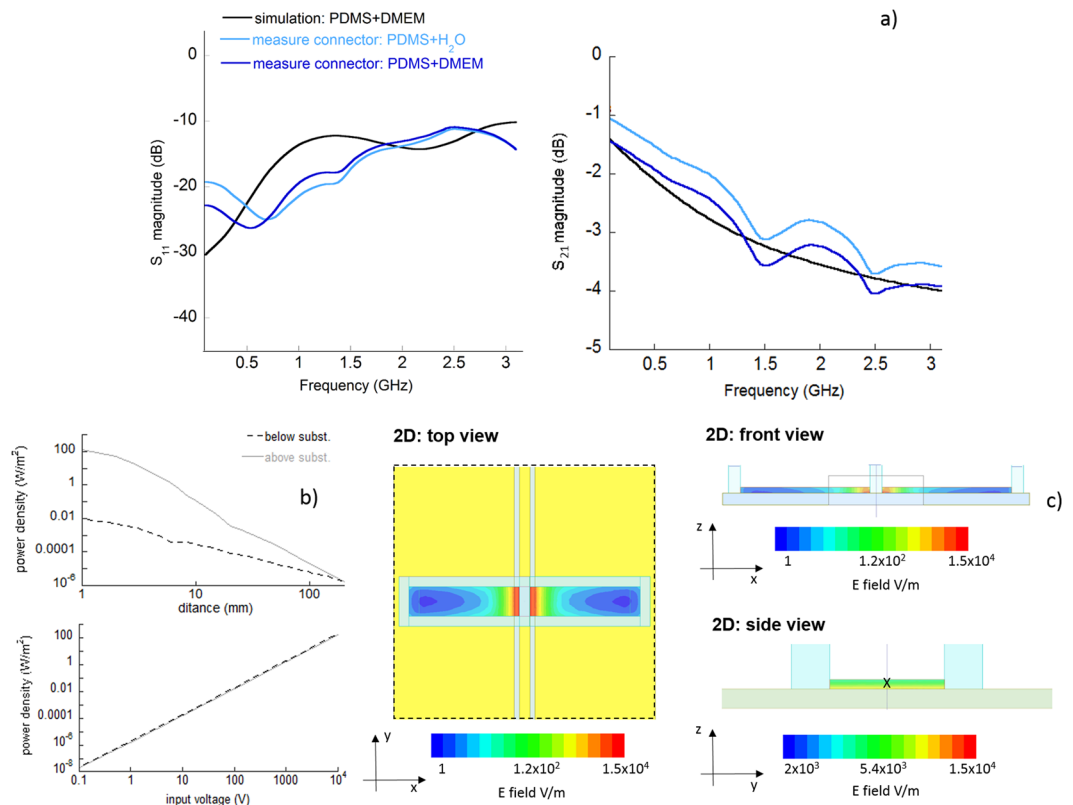 simulation: PDMS+DMEM
measure connector: PDMS+H₂O
measure connector: PDMS+DMEM
a)
0
-10
-20
-30
-40
S₁₁ magnitude (dB)
0.5 1 1.5 2 2.5 3
Frequency (GHz)
0
-1
-2
-3
-4
-5
S₂₁ magnitude (dB)
0.5 1 1.5 2 2.5 3
Frequency (GHz)
below subst.
above subst.
b)
100
1
0.01
0.0001
10⁻⁶
power density (W/m²)
1 10 100
ditance (mm)
100
1
0.01
0.0001
10⁻⁶
10⁻⁸
power density (W/m²)
0.1 1 10 100 1000 10⁴
input voltage (V)
2D: top view
y
x
1 1.2x10² 1.5x10⁴
E field V/m
2D: front view
c)
z
x
1 1.2x10² 1.5x10⁴
E field V/m
2D: side view
X
z
y
2x10³ 5.4x10³ 1.5x10⁴
E field V/m